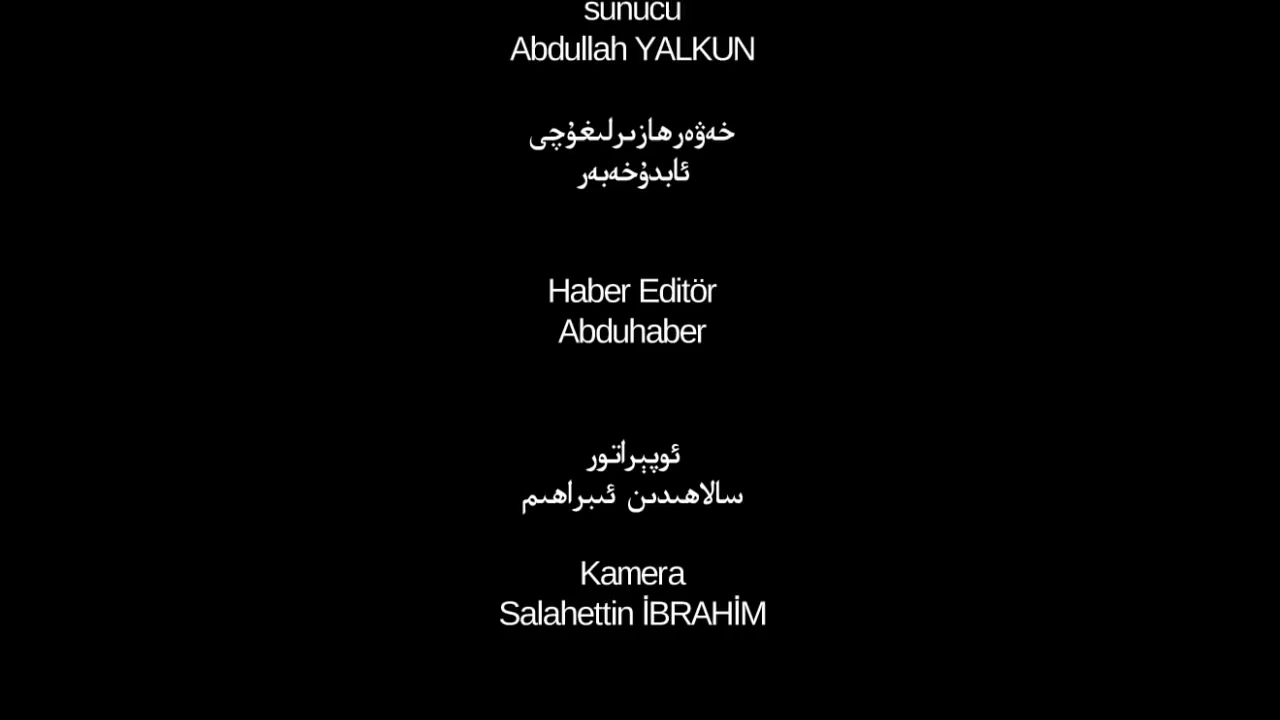 sunucu
Abdullah YALKUN
خەۋەرھازىرلىغۇچى
ئابدۇخەبەر
Haber Editör
Abduhaber
ئوپېراتور
سالاھىدىن ئىبراھىم
Kamera
Salahettin İBRAHİM